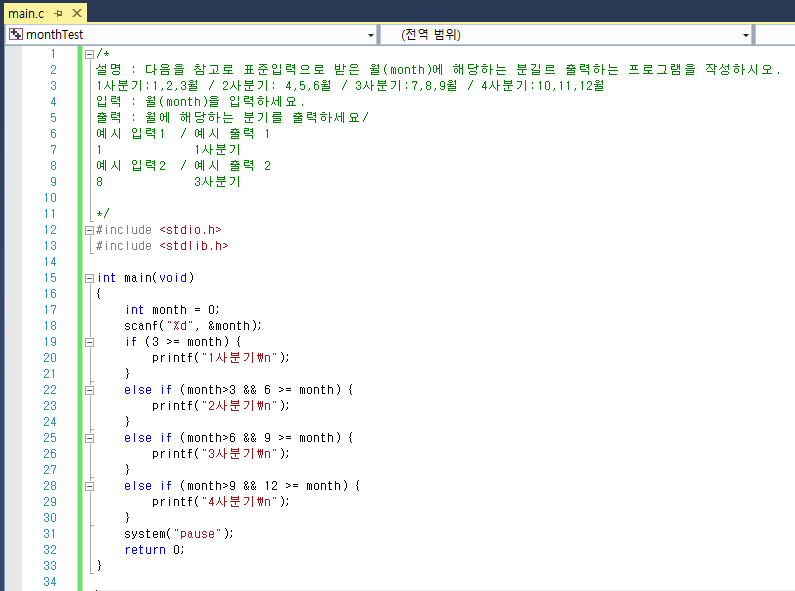 main.c
monthTest (전역 범위)
1 /*
2 설명 : 다음을 참고로 표준입력으로 받은 월(month)에 해당하는 분길르 출력하는 프로그램을 작성하시오.
3 1사분기:1,2,3월 / 2사분기: 4,5,6월 / 3사분기:7,8,9월 / 4사분기:10,11,12월
4 입력 : 월(month)을 입력하세요.
5 출력 : 월에 해당하는 분기를 출력하세요/
6 예시 입력1 / 예시 출력 1
7 1 1사분기
8 예시 입력2 / 예시 출력 2
9 8 3사분기
10
11 */
12 #include <stdio.h>
13 #include <stdlib.h>
14
15 int main(void)
16 {
17 int month = 0;
18 scanf("%d", &month);
19 if (3 >= month) {
20 printf("1사분기₩n");
21 }
22 else if (month>3 && 6 >= month) {
23 printf("2사분기₩n");
24 }
25 else if (month>6 && 9 >= month) {
26 printf("3사분기₩n");
27 }
28 else if (month>9 && 12 >= month) {
29 printf("4사분기₩n");
30 }
31 system("pause");
32 return 0;
33 }
34